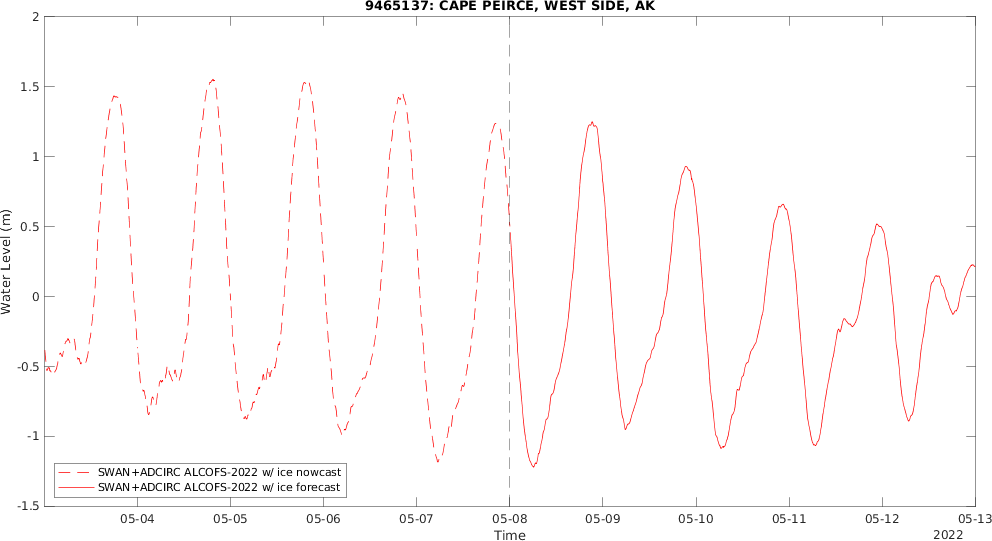 9465137: CAPE PEIRCE, WEST SIDE, AK
2
1.5
1
0.5
0
-0.5
-1
-1.5
Water Level (m)
SWAN+ADCIRC ALCOFS-2022 w/ ice nowcast
SWAN+ADCIRC ALCOFS-2022 w/ ice forecast
05-04 05-05 05-06 05-07 05-08 05-09 05-10 05-11 05-12 05-13
Time
2022